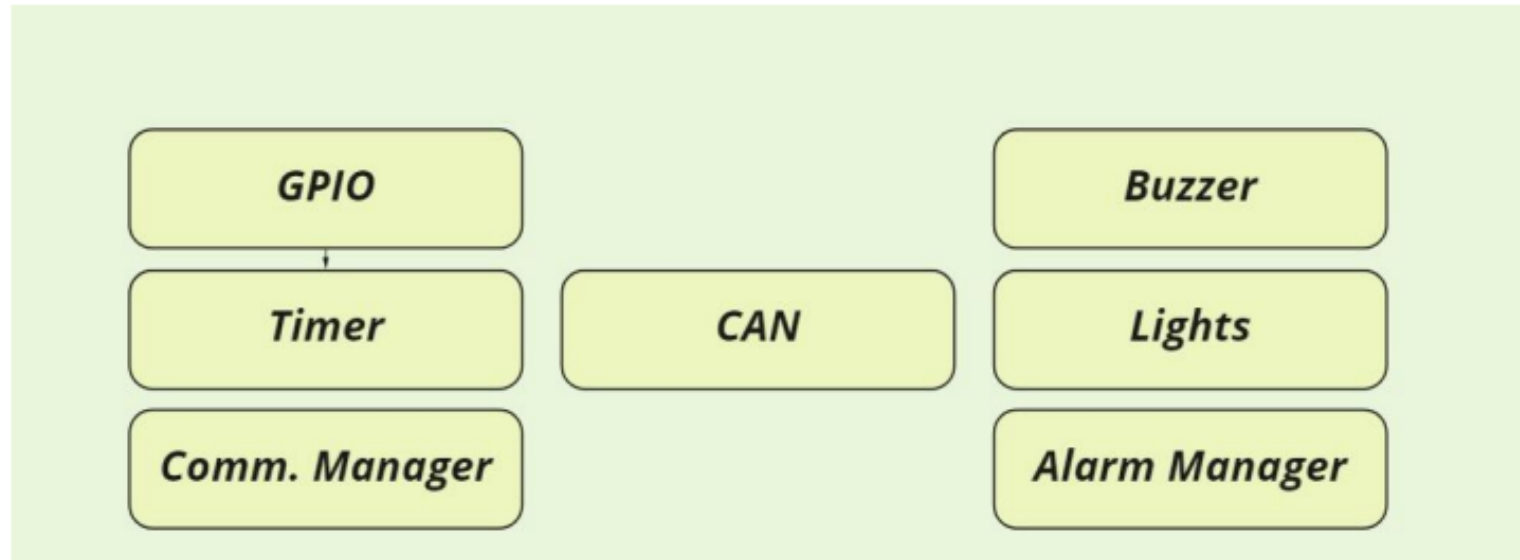 GPIO
Buzzer
Timer
CAN
Lights
Comm. Manager
Alarm Manager